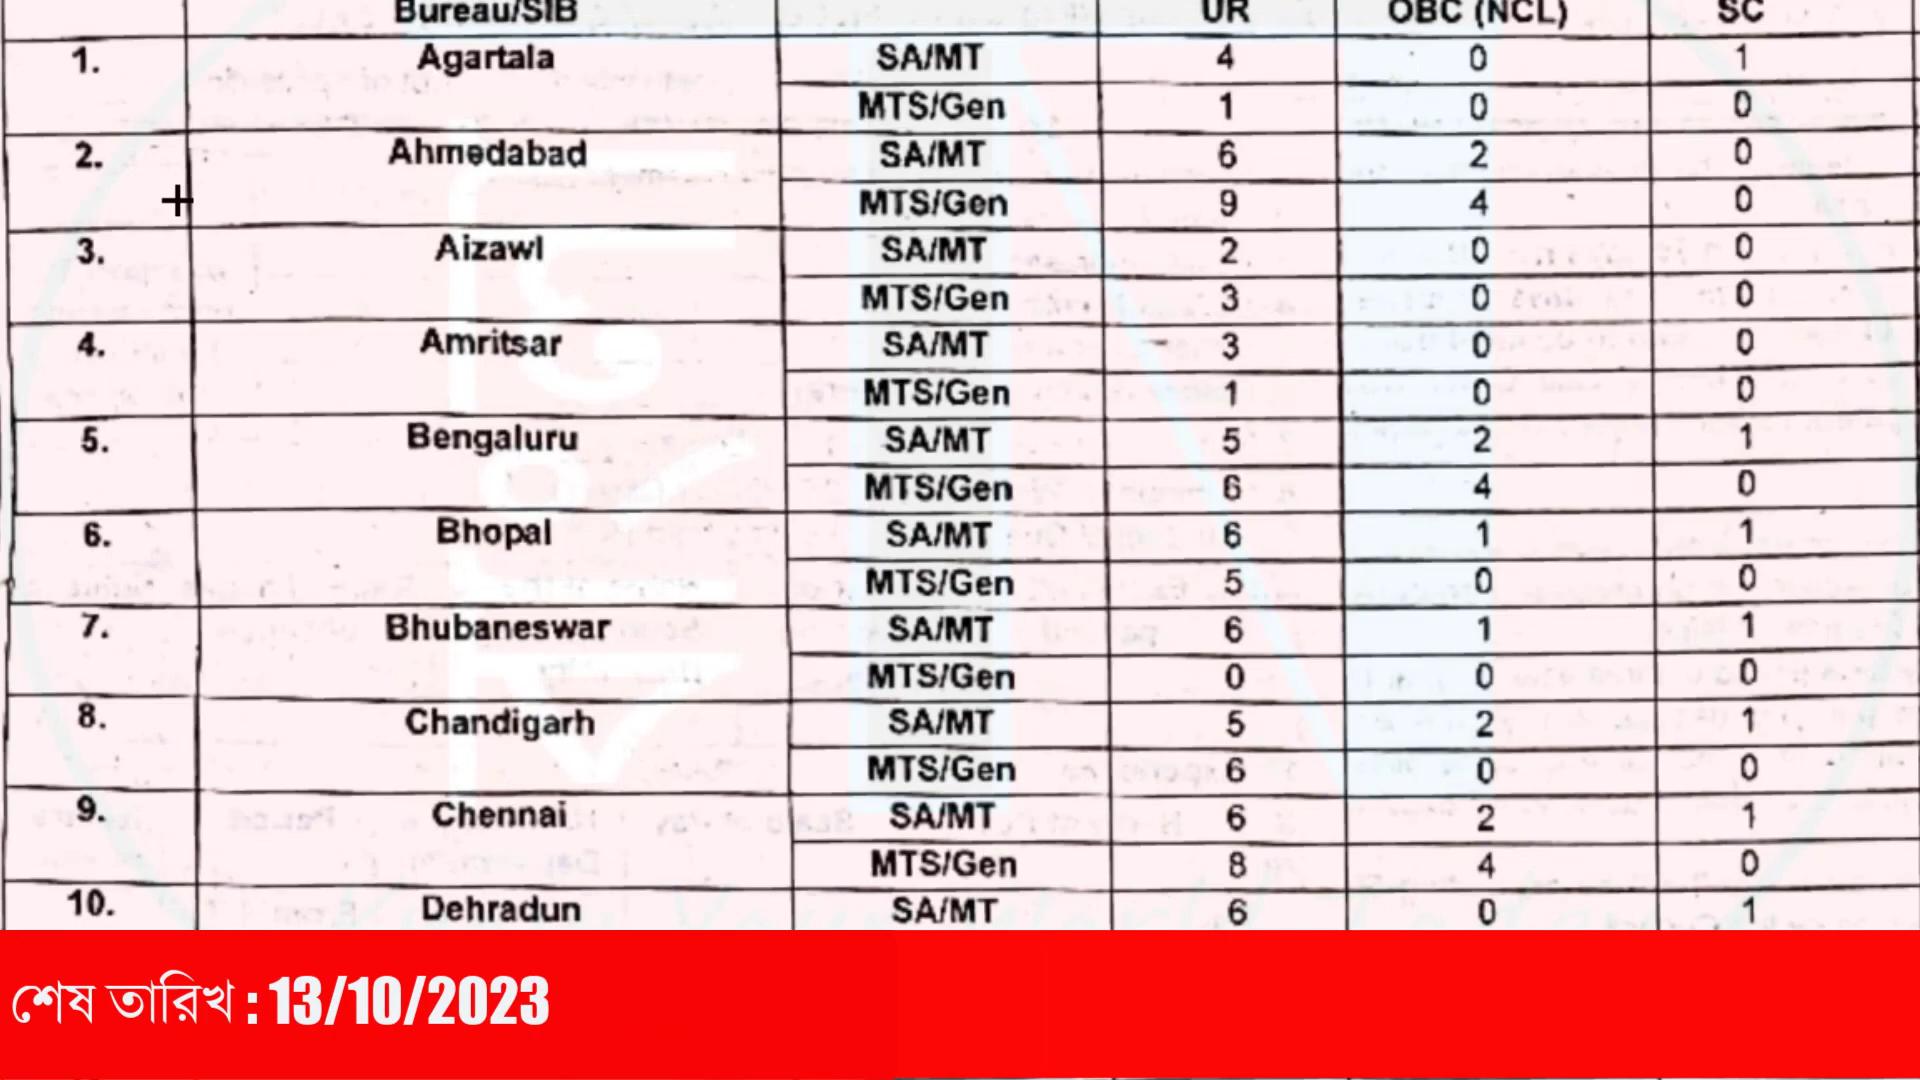 Bureau/SIB UR OBC (NCL) SC
1. Agartala SA/MT 4 0 1
MTS/Gen 1 0 0
2. Ahmedabad SA/MT 6 2 0
MTS/Gen 9 4 0
3. Aizawl SA/MT 2 0 0
MTS/Gen 3 0 0
4. Amritsar SA/MT 3 0 0
MTS/Gen 1 0 0
5. Bengaluru SA/MT 5 2 1
MTS/Gen 6 4 0
6. Bhopal SA/MT 6 1 1
MTS/Gen 5 0 0
7. Bhubaneswar SA/MT 6 1 1
MTS/Gen 0 0 0
8. Chandigarh SA/MT 5 2 1
MTS/Gen 6 0 0
9. Chennai SA/MT 6 2 1
MTS/Gen 8 4 0
10. Dehradun SA/MT 6 0 1
শেষ তারিখ : 13/10/2023